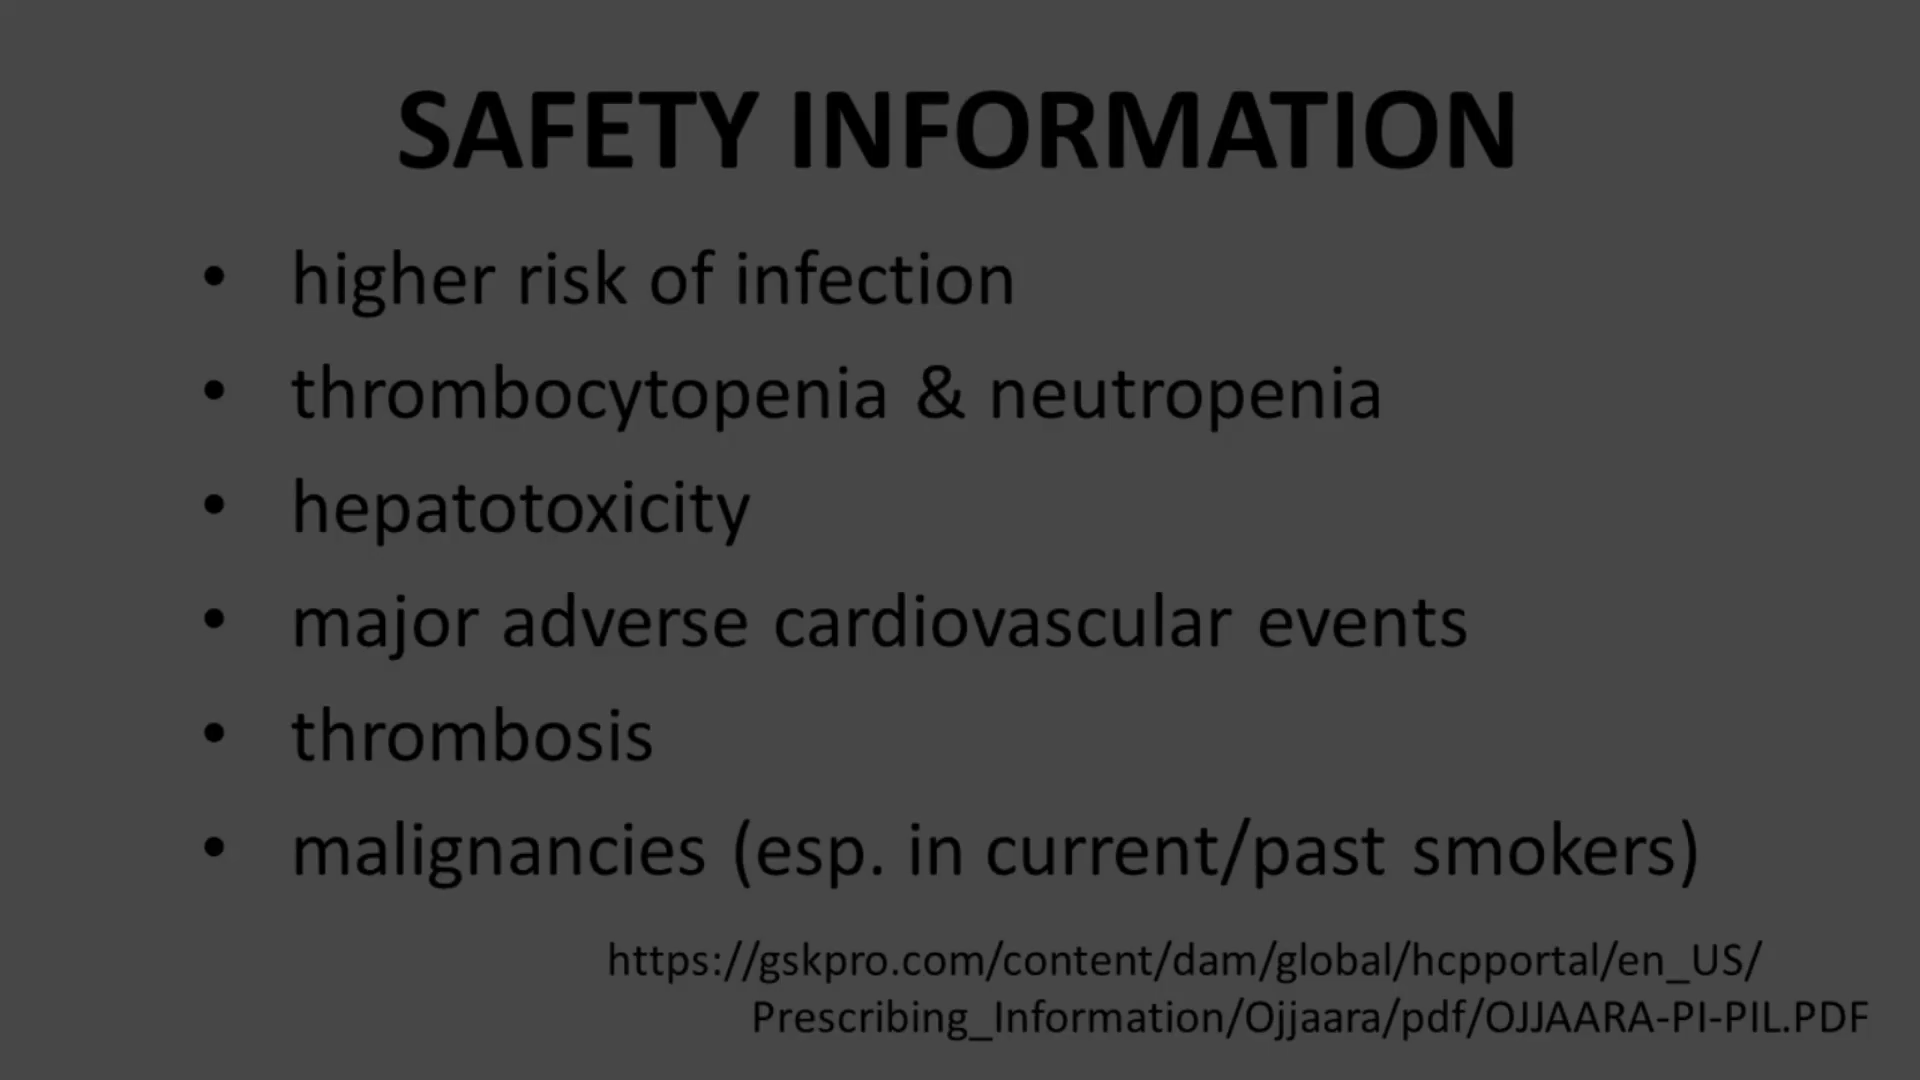 SAFETY INFORMATION
• higher risk of infection
• thrombocytopenia & neutropenia
• hepatotoxicity
• major adverse cardiovascular events
• thrombosis
• malignancies (esp. in current/past smokers)
https://gskpro.com/content/dam/global/hcpportal/en_US/
Prescribing_Information/Ojjaara/pdf/OJJAARA-PI-PIL.PDF